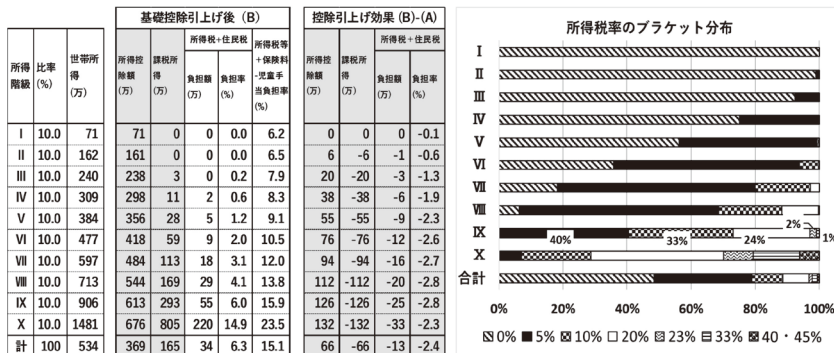 基礎控除引上げ後（B）
控除引上げ効果（B)-(A)
所得階級 比率(%) 世帯所得(万) 所得控除額(万) 課税所得(万) 所得税+住民税 負担額(万) 負担率(%) 所得税等+保険料-児童手当負担率(%) 所得控除額(万) 課税所得(万) 所得税+住民税 負担額(万) 負担率(%)
Ⅰ 10.0 71 71 0 0 0.0 6.2 0 0 0 -0.1
Ⅱ 10.0 162 161 0 0 0.0 6.5 6 -6 -1 -0.6
Ⅲ 10.0 240 238 3 0 0.2 7.9 20 -20 -3 -1.3
Ⅳ 10.0 309 298 11 2 0.6 8.3 38 -38 -6 -1.9
Ⅴ 10.0 384 356 28 5 1.2 9.1 55 -55 -9 -2.3
Ⅵ 10.0 477 418 59 9 2.0 10.5 76 -76 -12 -2.6
Ⅶ 10.0 597 484 113 18 3.1 12.0 94 -94 -16 -2.7
Ⅷ 10.0 713 544 169 29 4.1 13.8 112 -112 -20 -2.8
Ⅸ 10.0 906 613 293 55 6.0 15.9 126 -126 -25 -2.8
Ⅹ 10.0 1481 676 805 220 14.9 23.5 132 -132 -33 -2.3
計 100 534 369 165 34 6.3 15.1 66 -66 -13 -2.4
所得税率のブラケット分布
Ⅰ
Ⅱ
Ⅲ
Ⅳ
Ⅴ
Ⅵ
Ⅶ
Ⅷ
Ⅸ
Ⅹ
合計
2%
40% 33% 24% 1%
0% 20% 40% 60% 80% 100%
0% 5% 10% 20% 23% 33% 40・45%